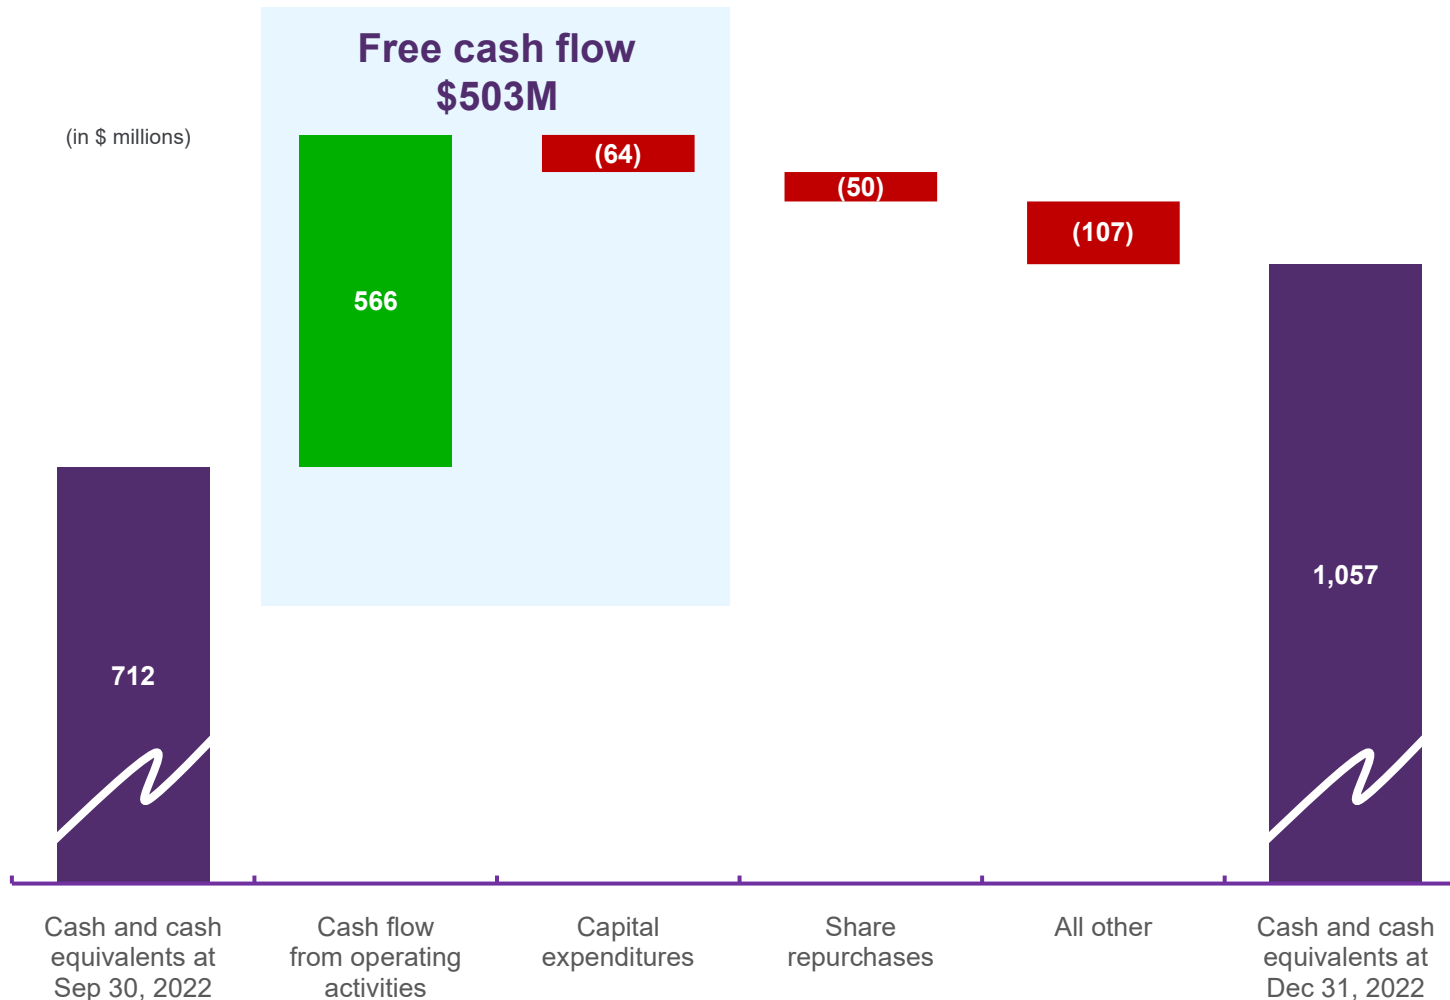 Free cash flow
$503M
(in $ millions)
(64)
(50)
(107)
566
1,057
712
Cash and cash
equivalents at
Sep 30, 2022
Cash flow
from operating
activities
Capital
expenditures
Share
repurchases
All other
Cash and cash
equivalents at
Dec 31, 2022